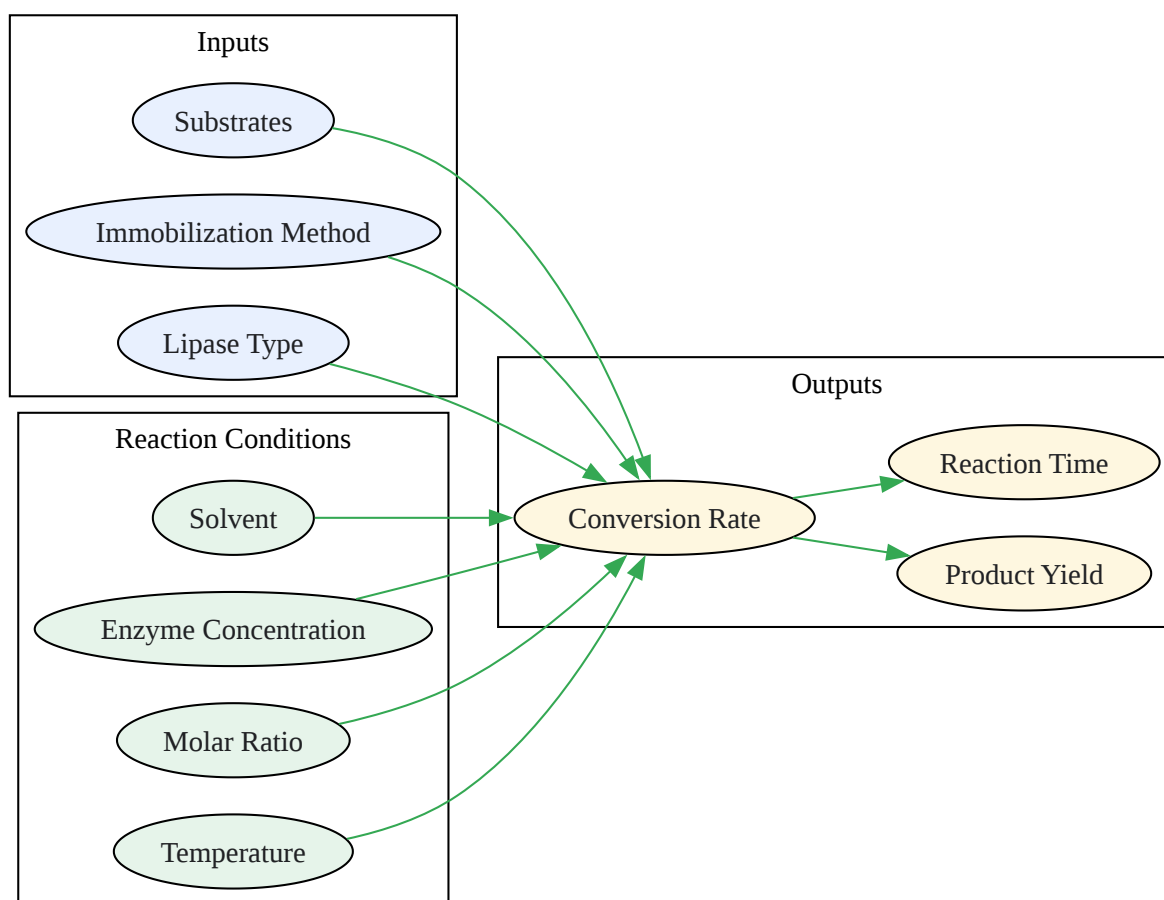 Inputs
Substrates
Immobilization Method
Lipase Type
Reaction Conditions
Solvent
Enzyme Concentration
Molar Ratio
Temperature
Outputs
Conversion Rate
Reaction Time
Product Yield